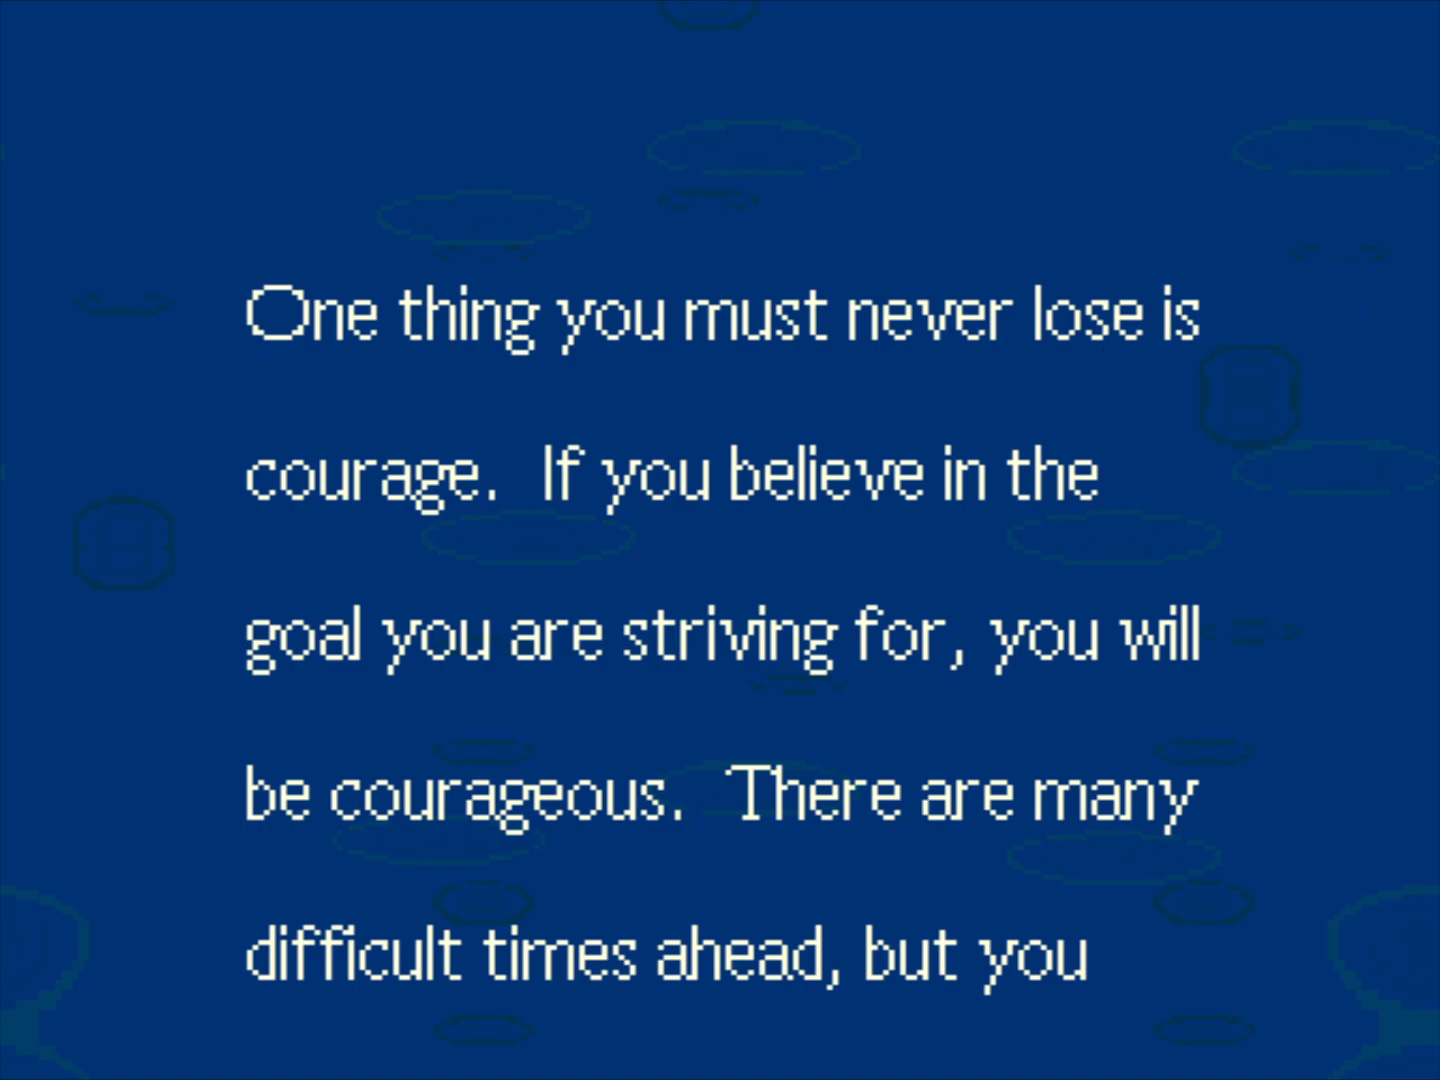 One thing you must never lose is
courage.  If you believe in the
goal you are striving for, you will
be courageous.  There are many
difficult times ahead, but you